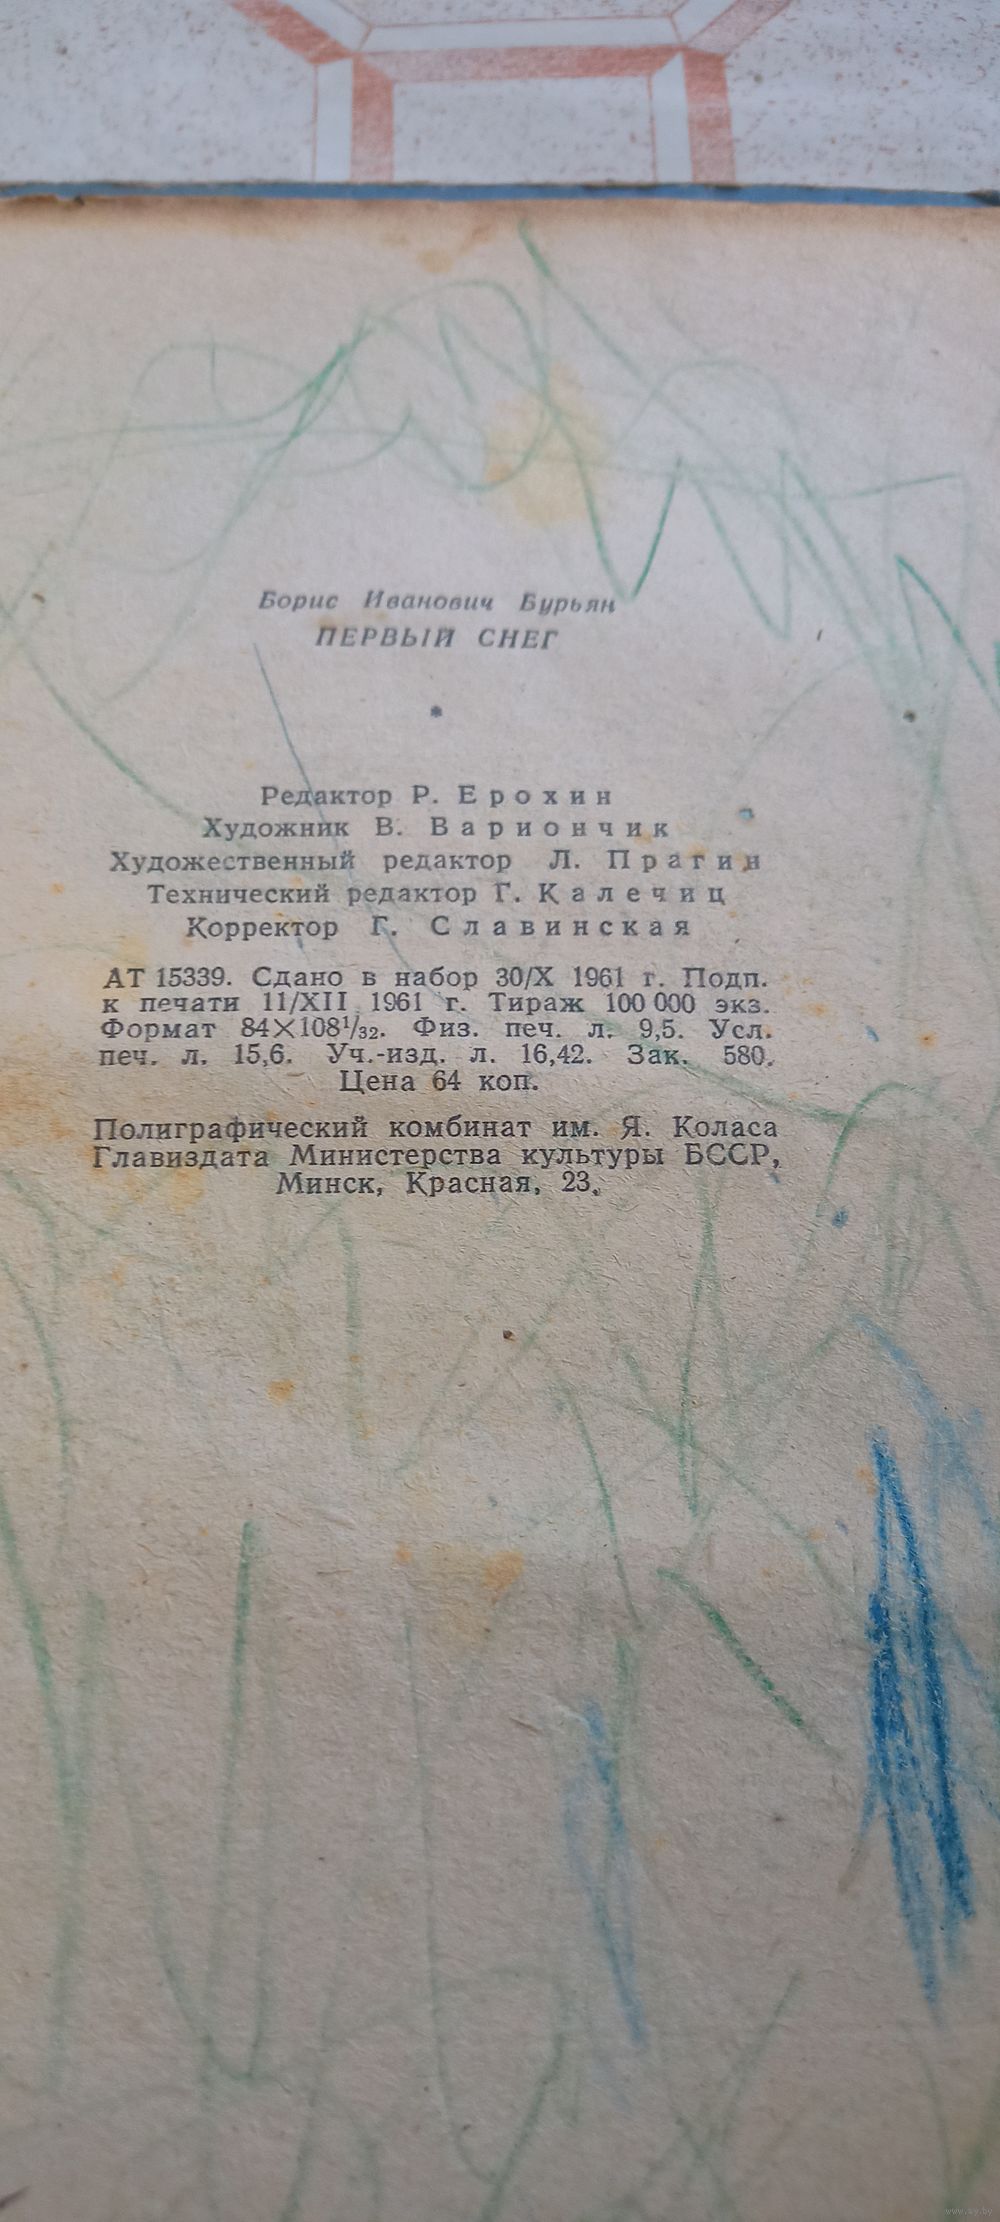 Борис Иванович Бурьян
ПЕРВЫЙ СНЕГ
*
Редактор Р. Ерохин
Художник В. Вариончик
Художественный редактор Л. Прагин
Технический редактор Г. Калечиц
Корректор Г. Славинская
АТ 15339. Сдано в набор 30/X 1961 г. Подп.
к печати 11/XII 1961 г. Тираж 100 000 экз.
Формат 84×108¹/₃₂. Физ. печ. л. 9,5. Усл.
печ. л. 15,6. Уч.-изд. л. 16,42. Зак. 580.
Цена 64 коп.
Полиграфический комбинат им. Я. Коласа
Главиздата Министерства культуры БССР,
Минск, Красная, 23.